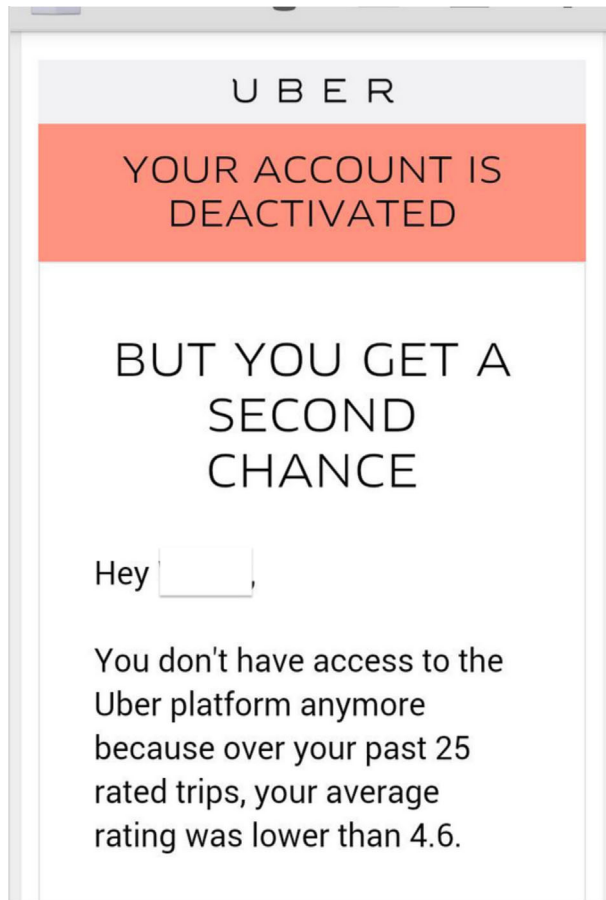 UBER
YOUR ACCOUNT IS
DEACTIVATED
BUT YOU GET A
SECOND
CHANCE
Hey ,
You don't have access to the
Uber platform anymore
because over your past 25
rated trips, your average
rating was lower than 4.6.